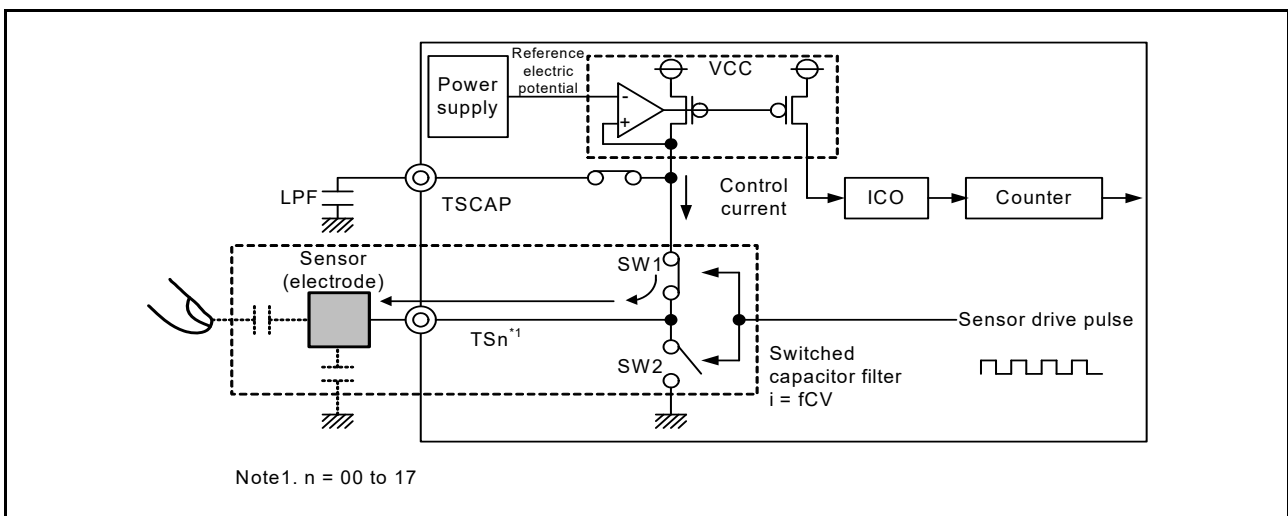 Power
supply
Reference
electric
potential
VCC
-
+
LPF
TSCAP
Control
current
ICO
Counter
Sensor
(electrode)
SW1
TSn*1
SW2
Sensor drive pulse
Switched
capacitor filter
i = fCV
Note1. n = 00 to 17